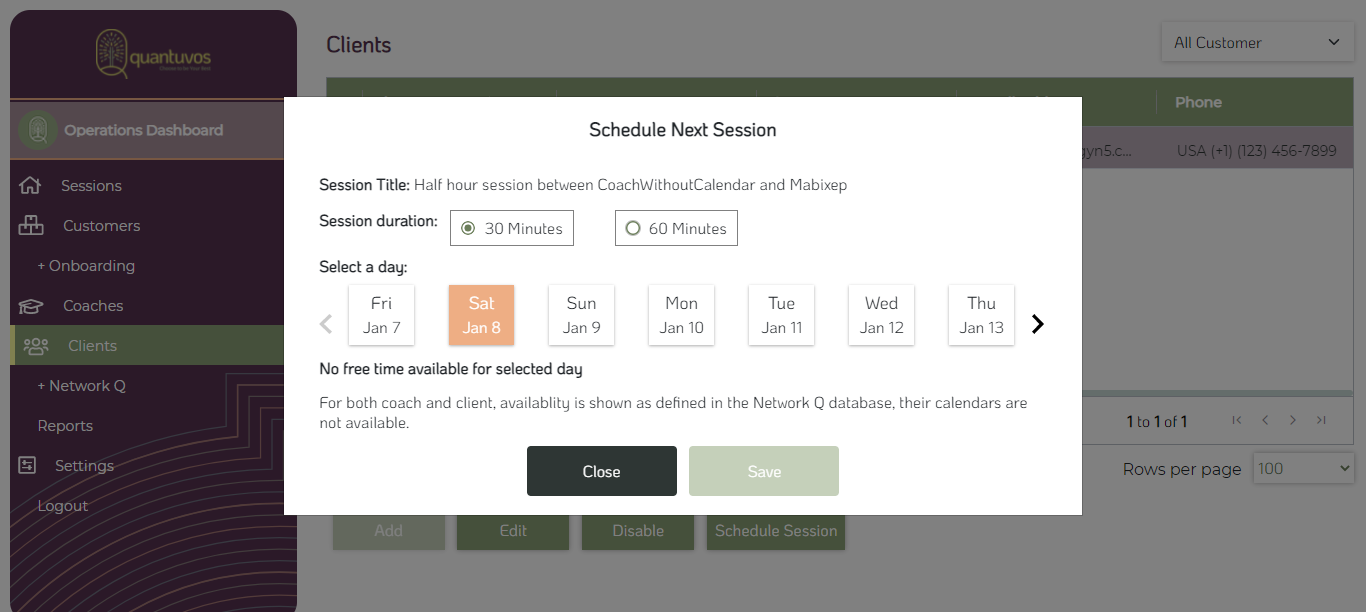 quantuvos
Clients
All Customer
Operations Dashboard
Phone
gyn5.c... USA (+1) (123) 456-7899
Sessions
Customers
+ Onboarding
Coaches
Clients
+ Network Q
Reports
Settings
Logout
Schedule Next Session
Session Title: Half hour session between CoachWithoutCalendar and Mabixep
Session duration: 30 Minutes 60 Minutes
Select a day:
Fri Sat Sun Mon Tue Wed Thu
Jan 7 Jan 8 Jan 9 Jan 10 Jan 11 Jan 12 Jan 13
No free time available for selected day
For both coach and client, availablity is shown as defined in the Network Q database, their calendars are
not available.
Close Save
1 to 1 of 1
Rows per page 100
Add Edit Disable Schedule Session